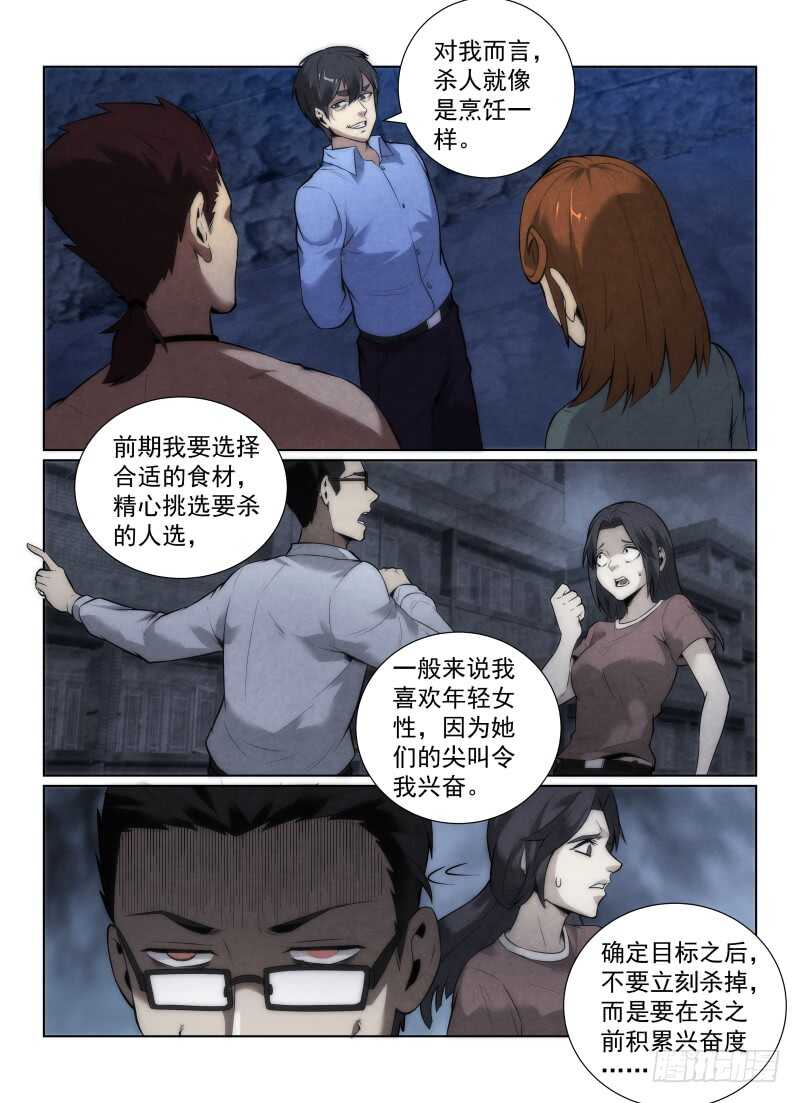 对我而言，
杀人就像
是烹饪一
样。
前期我要选择
合适的食材，
精心挑选要杀
的人选，
一般来说我
喜欢年轻女
性，因为她
们的尖叫令
我兴奋。
确定目标之后，
不要立刻杀掉，
而是要在杀之
前积累兴奋度
……
腾讯动漫